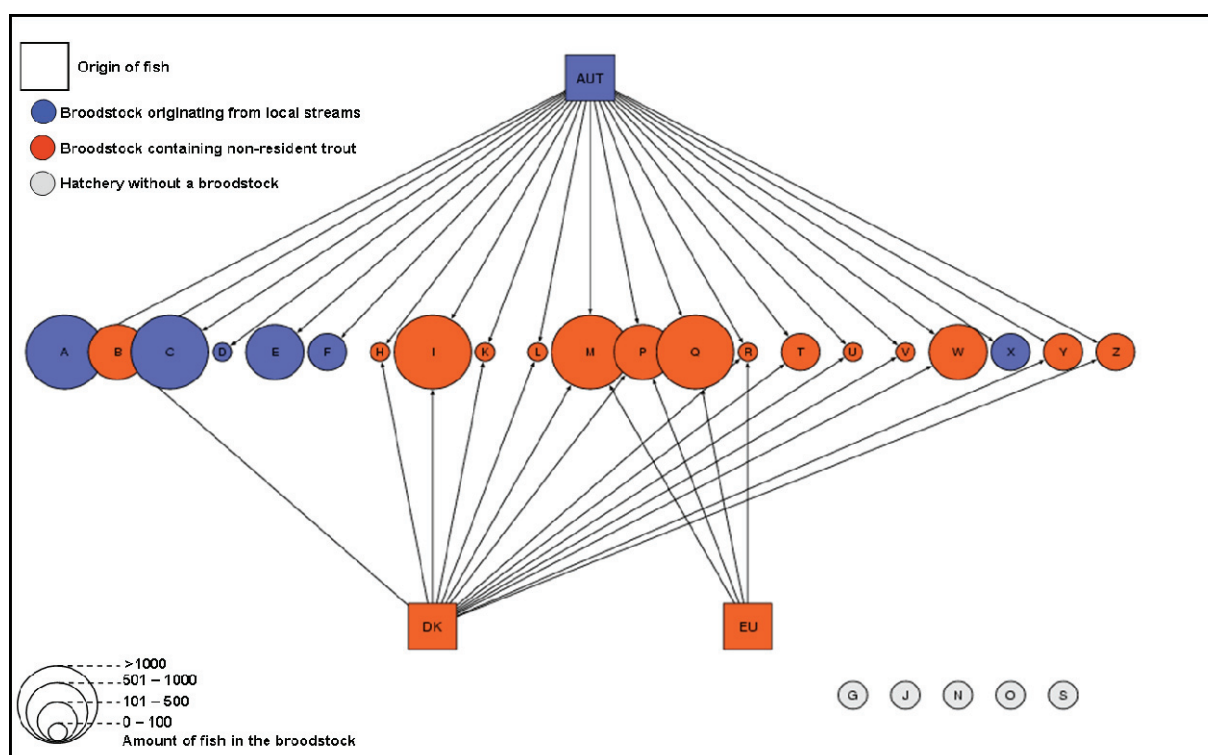 Origin of fish
Broodstock originating from local streams
Broodstock containing non-resident trout
Hatchery without a broodstock
AUT
A B C D E F H I K L M P Q R T U V W X Y Z
DK EU
>1000
501 – 1000
101 – 500
0 – 100
Amount of fish in the broodstock
G J N O S